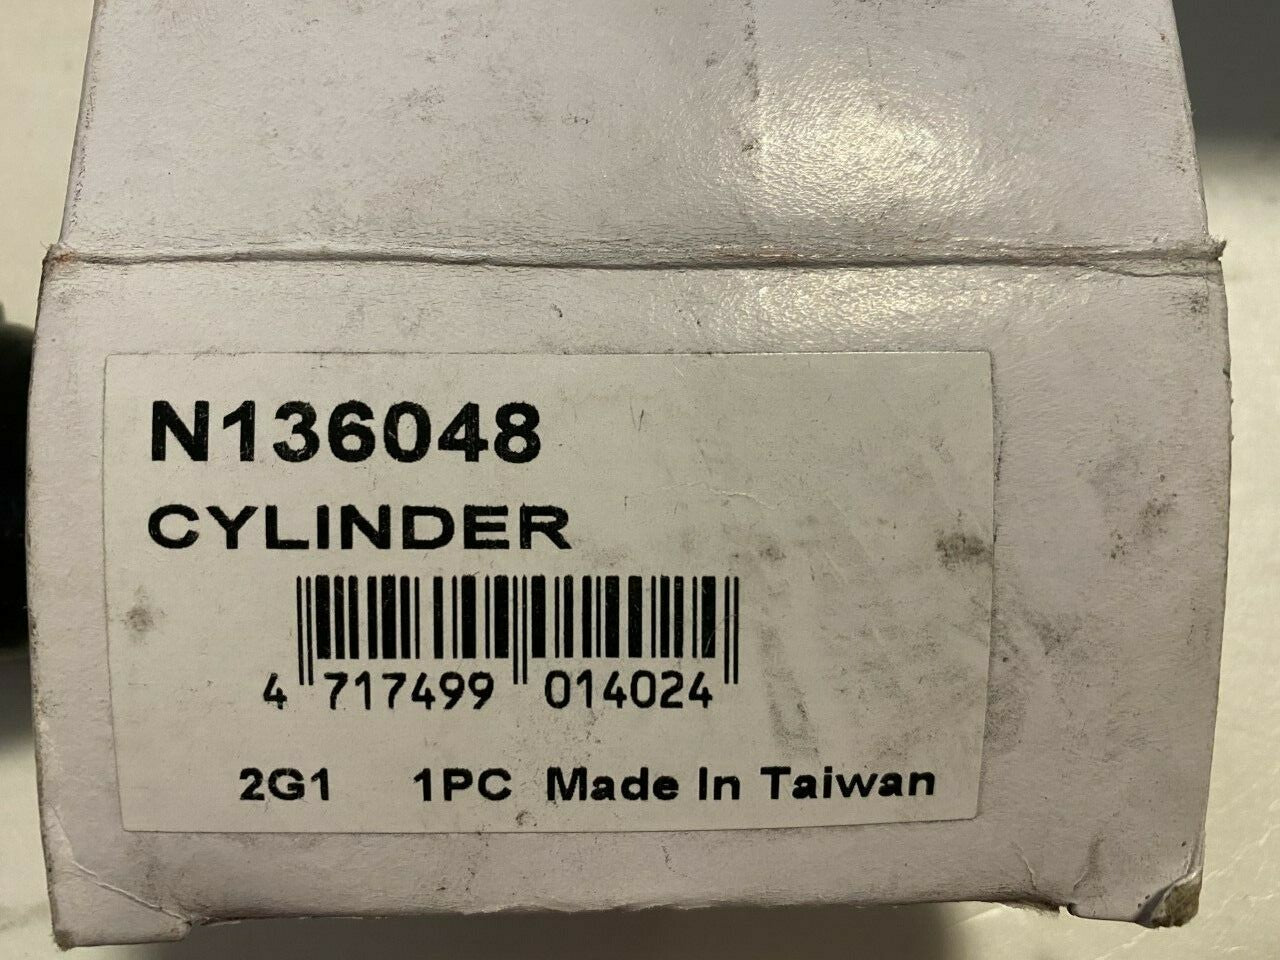 N136048
CYLINDER
4 717499 014024
2G1 1PC Made In Taiwan